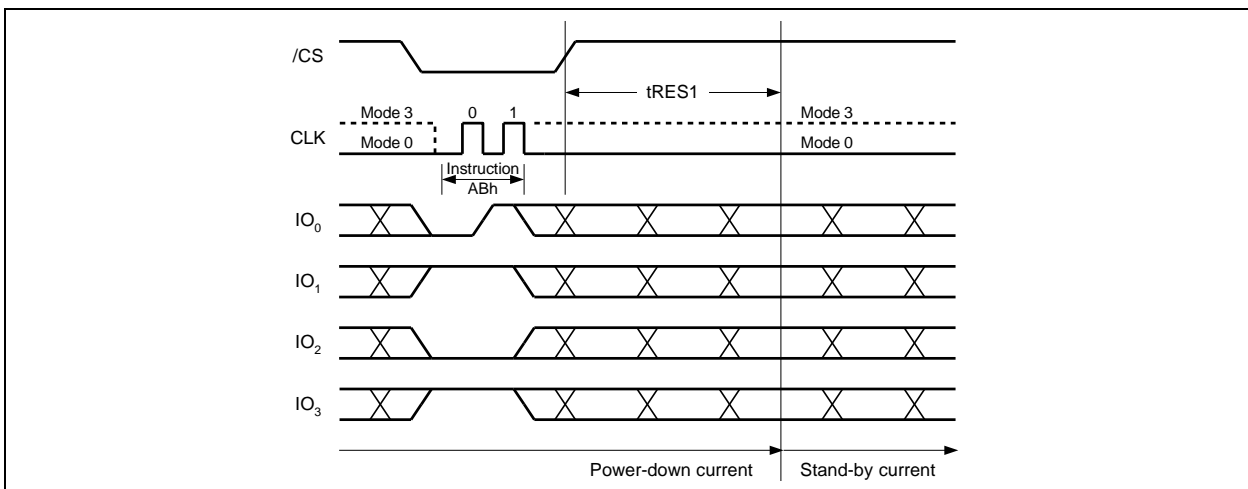 /CS
tRES1
Mode 3 0 1 Mode 3
CLK
Mode 0 Mode 0
Instruction
ABh
IO0
IO1
IO2
IO3
Power-down current Stand-by current